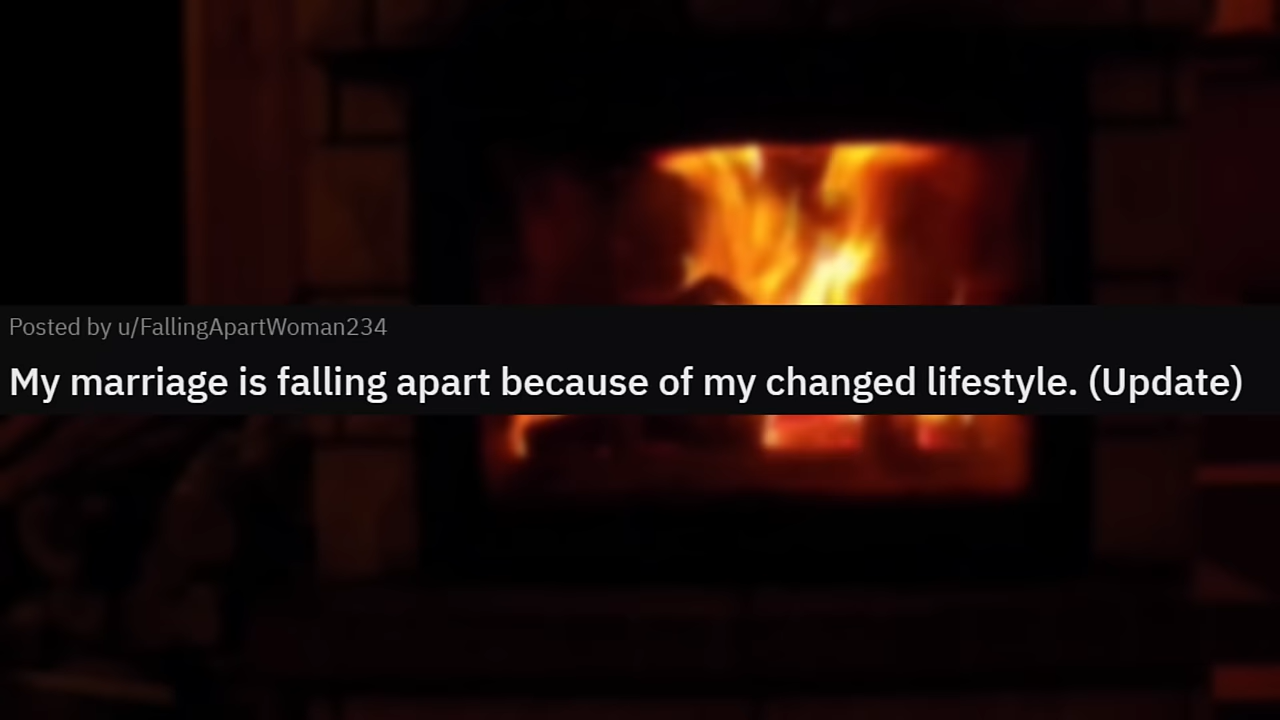 Posted by u/FallingApartWoman234
My marriage is falling apart because of my changed lifestyle. (Update)